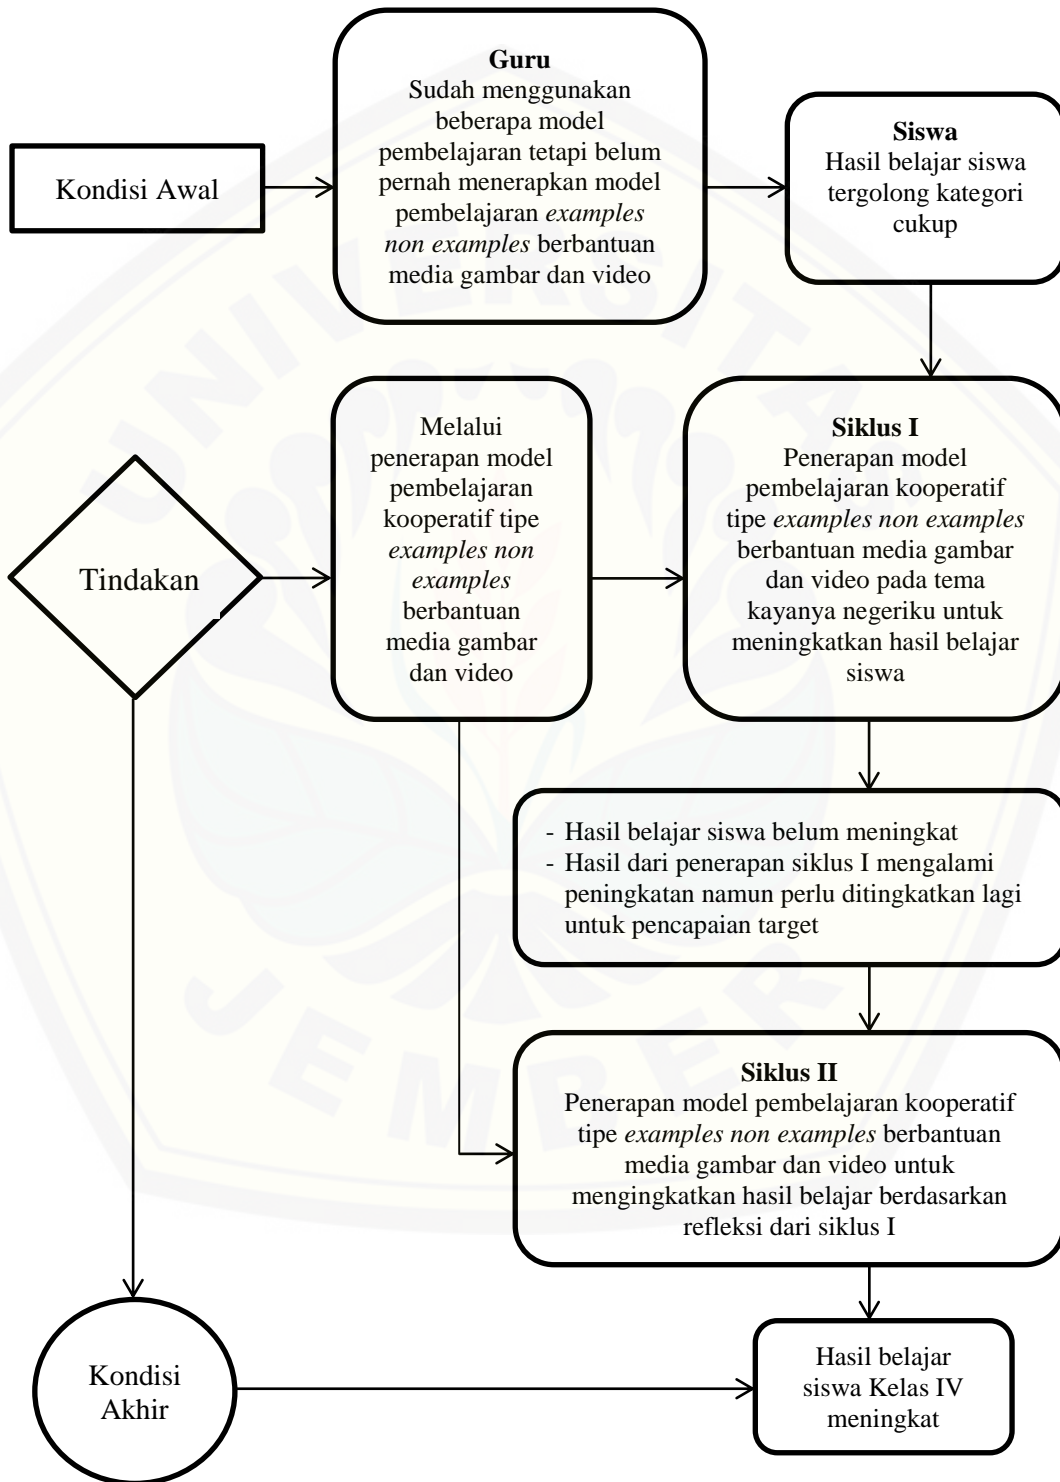 Guru
Sudah menggunakan
beberapa model
pembelajaran tetapi belum
pernah menerapkan model
pembelajaran examples
non examples berbantuan
media gambar dan video
Siswa
Hasil belajar siswa
tergolong kategori
cukup
Kondisi Awal
Melalui
penerapan model
pembelajaran
kooperatif tipe
examples non
examples
berbantuan
media gambar
dan video
Siklus I
Penerapan model
pembelajaran kooperatif
tipe examples non examples
berbantuan media gambar
dan video pada tema
kayanya negeriku untuk
meningkatkan hasil belajar
siswa
Tindakan
- Hasil belajar siswa belum meningkat
- Hasil dari penerapan siklus I mengalami
peningkatan namun perlu ditingkatkan lagi
untuk pencapaian target
Siklus II
Penerapan model pembelajaran kooperatif
tipe examples non examples berbantuan
media gambar dan video untuk
mengingkatkan hasil belajar berdasarkan
refleksi dari siklus I
Kondisi
Akhir
Hasil belajar
siswa Kelas IV
meningkat
UNIVERSITAS
JEMBER